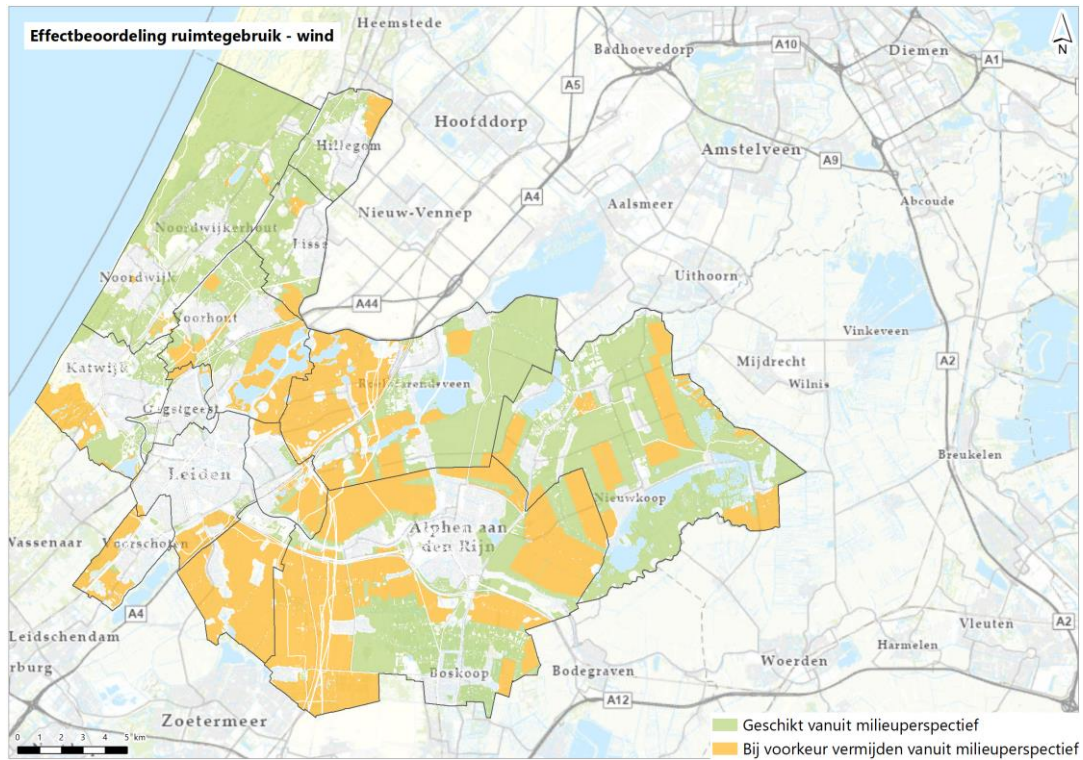 Effectbeoordeling ruimtegebruik - wind
Heemstede
Badhoevedorp
A10
Diemen
A1
N
A5
Hoofddorp
Hillegom
Amstelveen
A9
A4
Nieuw-Vennep
Aalsmeer
Abcoude
Noordwijkerhout
Lisse
Noordwijk
Uithoorn
A44
Voorhout
Vinkeveen
Katwijk
Mijdrecht
A2
Roelofarendsveen
Wilnis
Oegstgeest
Leiden
Breukelen
Nieuwkoop
Alphen aan
den Rijn
Wassenaar
Voorschoten
A4
Leidschendam
Vleuten
A2
Harmelen
rburg
Boskoop
Bodegraven
Woerden
A12
Zoetermeer
0 1 2 3 4 5 km
Geschikt vanuit milieuperspectief
Bij voorkeur vermijden vanuit milieuperspectief